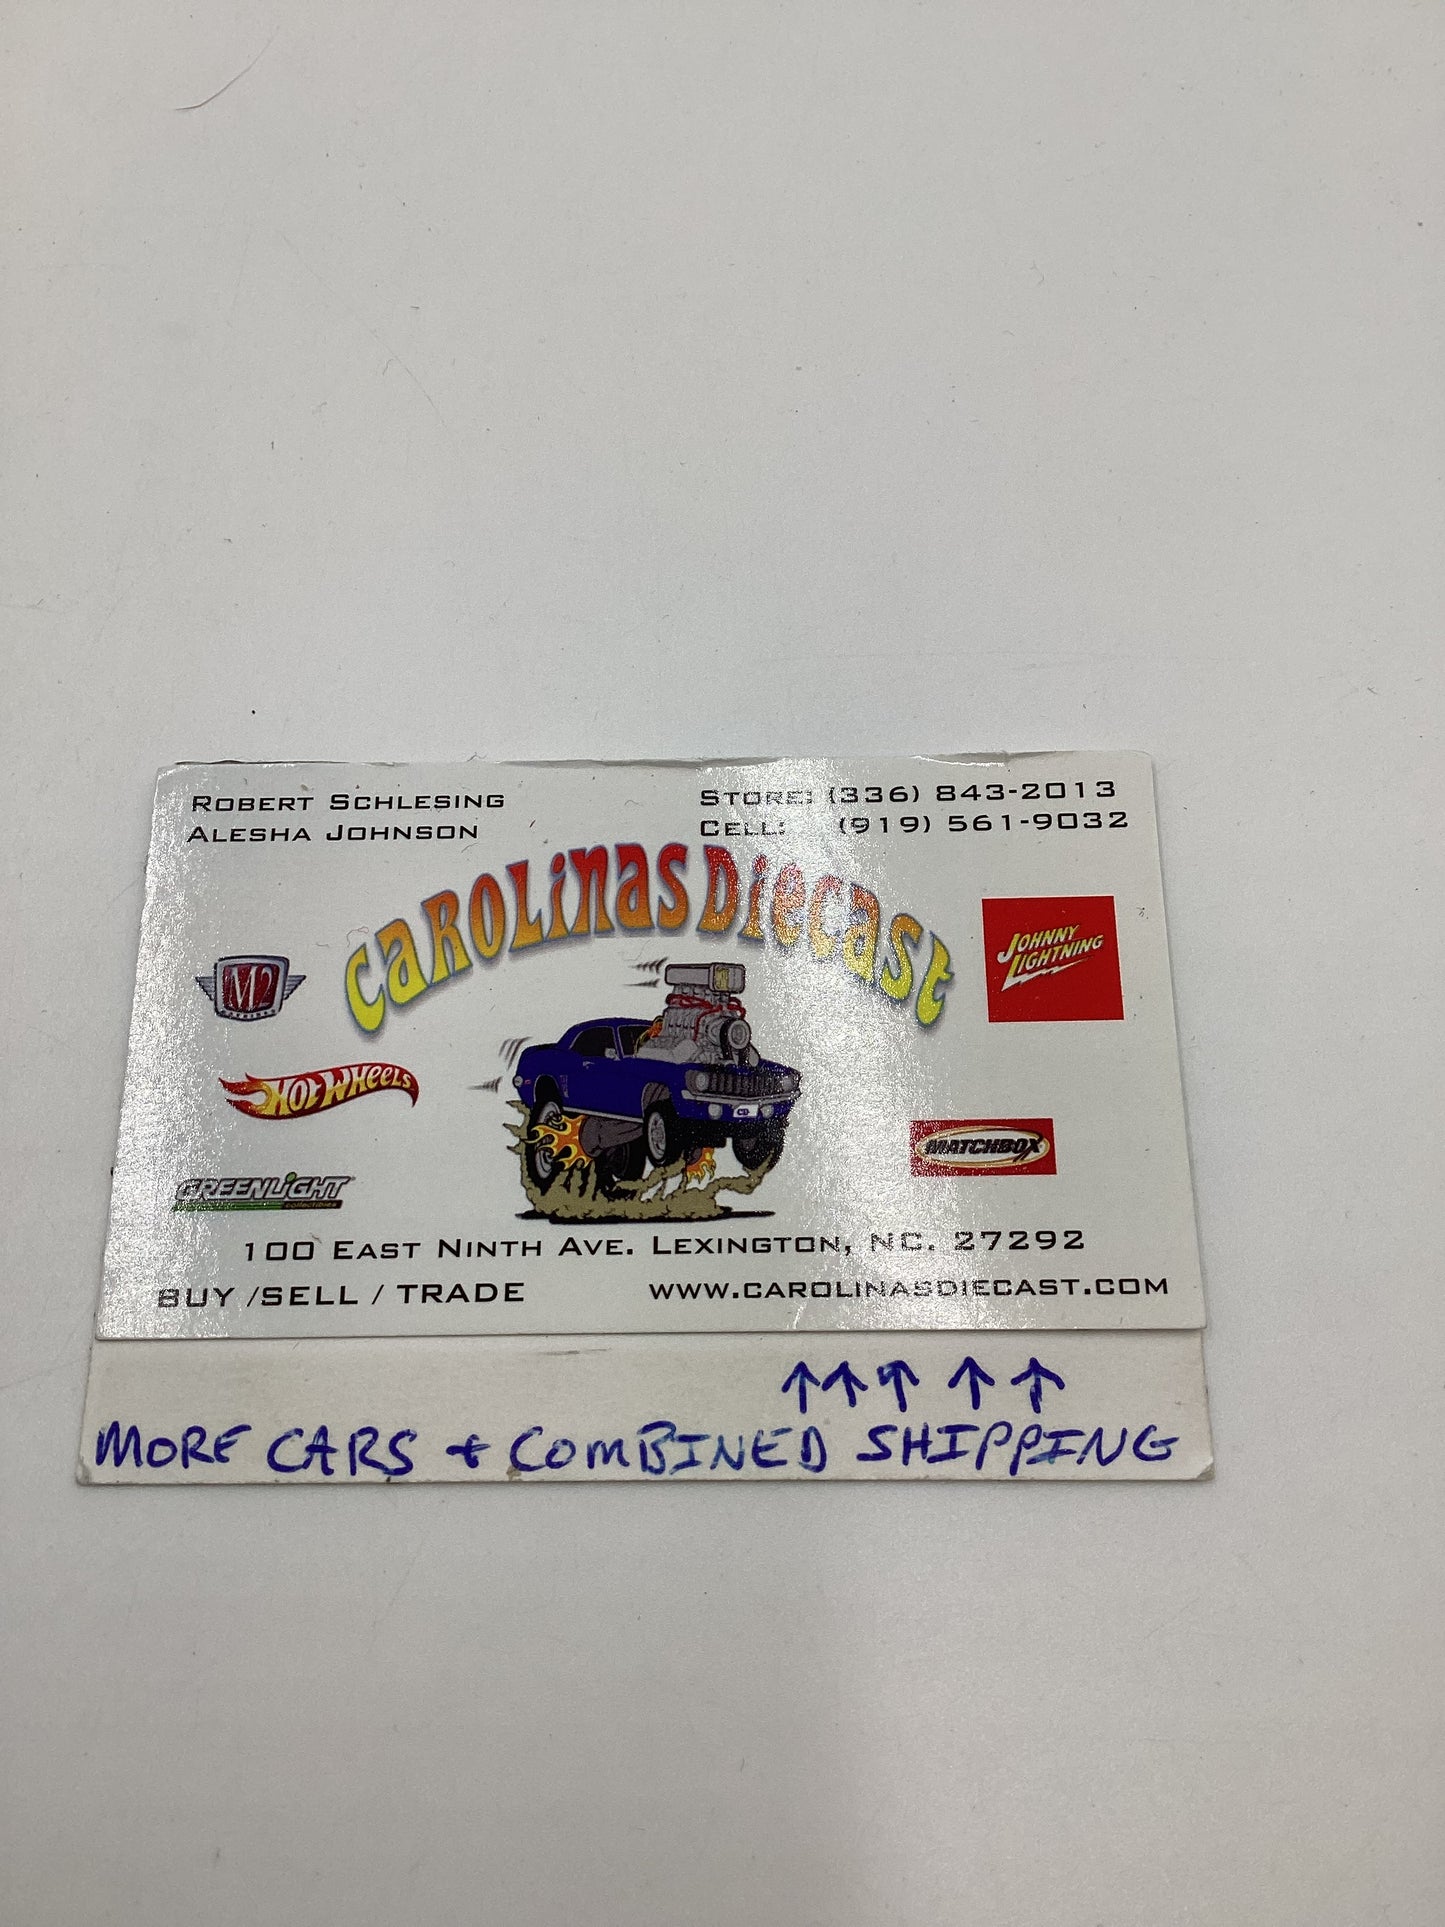 ROBERT SCHLESING
ALESHA JOHNSON
STORE: (336) 843-2013
CELL: (919) 561-9032
CAROLINAS DIECAST
M2
JOHNNY LIGHTNING
HOT WHEELS
MATCHBOX
GREENLIGHT
collectibles
CD
100 EAST NINTH AVE. LEXINGTON, NC. 27292
BUY /SELL / TRADE
WWW.CAROLINASDIECAST.COM
↑↑↑↑↑
MORE CARS + COMBINED SHIPPING